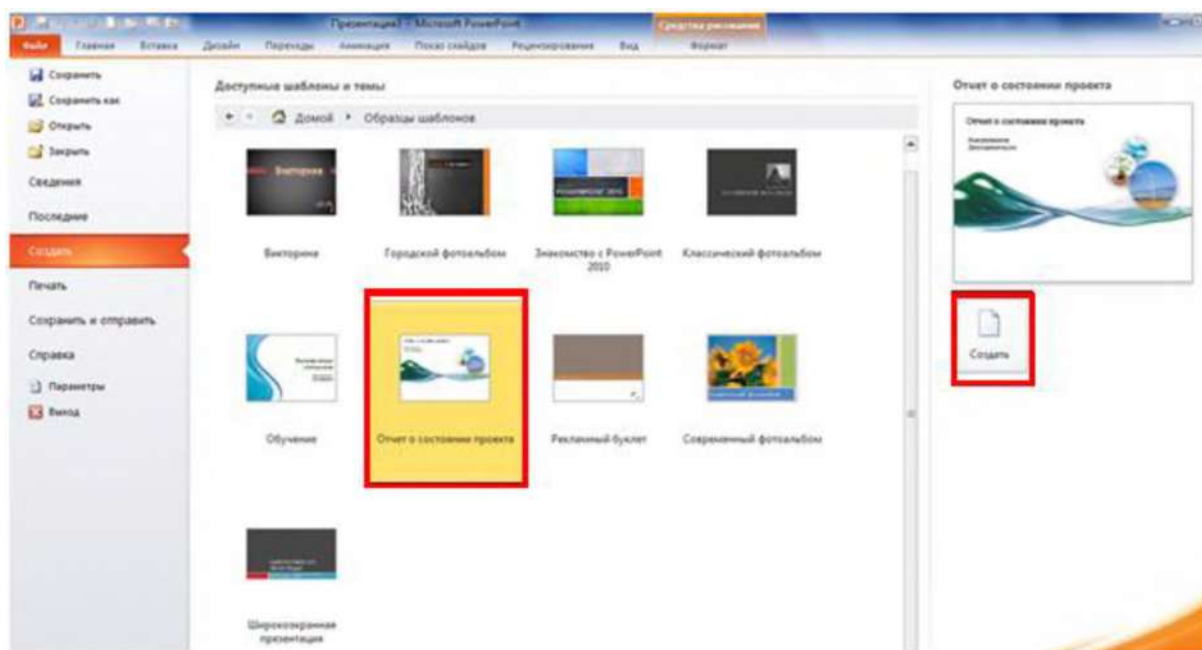 Презентация1 - Microsoft PowerPoint
Средства рисования
Файл Главная Вставка Дизайн Переходы Анимация Показ слайдов Рецензирование Вид Формат
Сохранить
Сохранить как
Открыть
Закрыть
Сведения
Последние
Создать
Печать
Сохранить и отправить
Справка
Параметры
Выход
Доступные шаблоны и темы
Домой
Образцы шаблонов
Викторина
Викторина
Городской фотоальбом
Знакомство с PowerPoint
2010
Классический фотоальбом
Обучение
Отчет о состоянии проекта
Рекламный буклет
Современный фотоальбом
Широкоэкранная
презентация
Отчет о состоянии проекта
Отчет о состоянии проекта
Создать